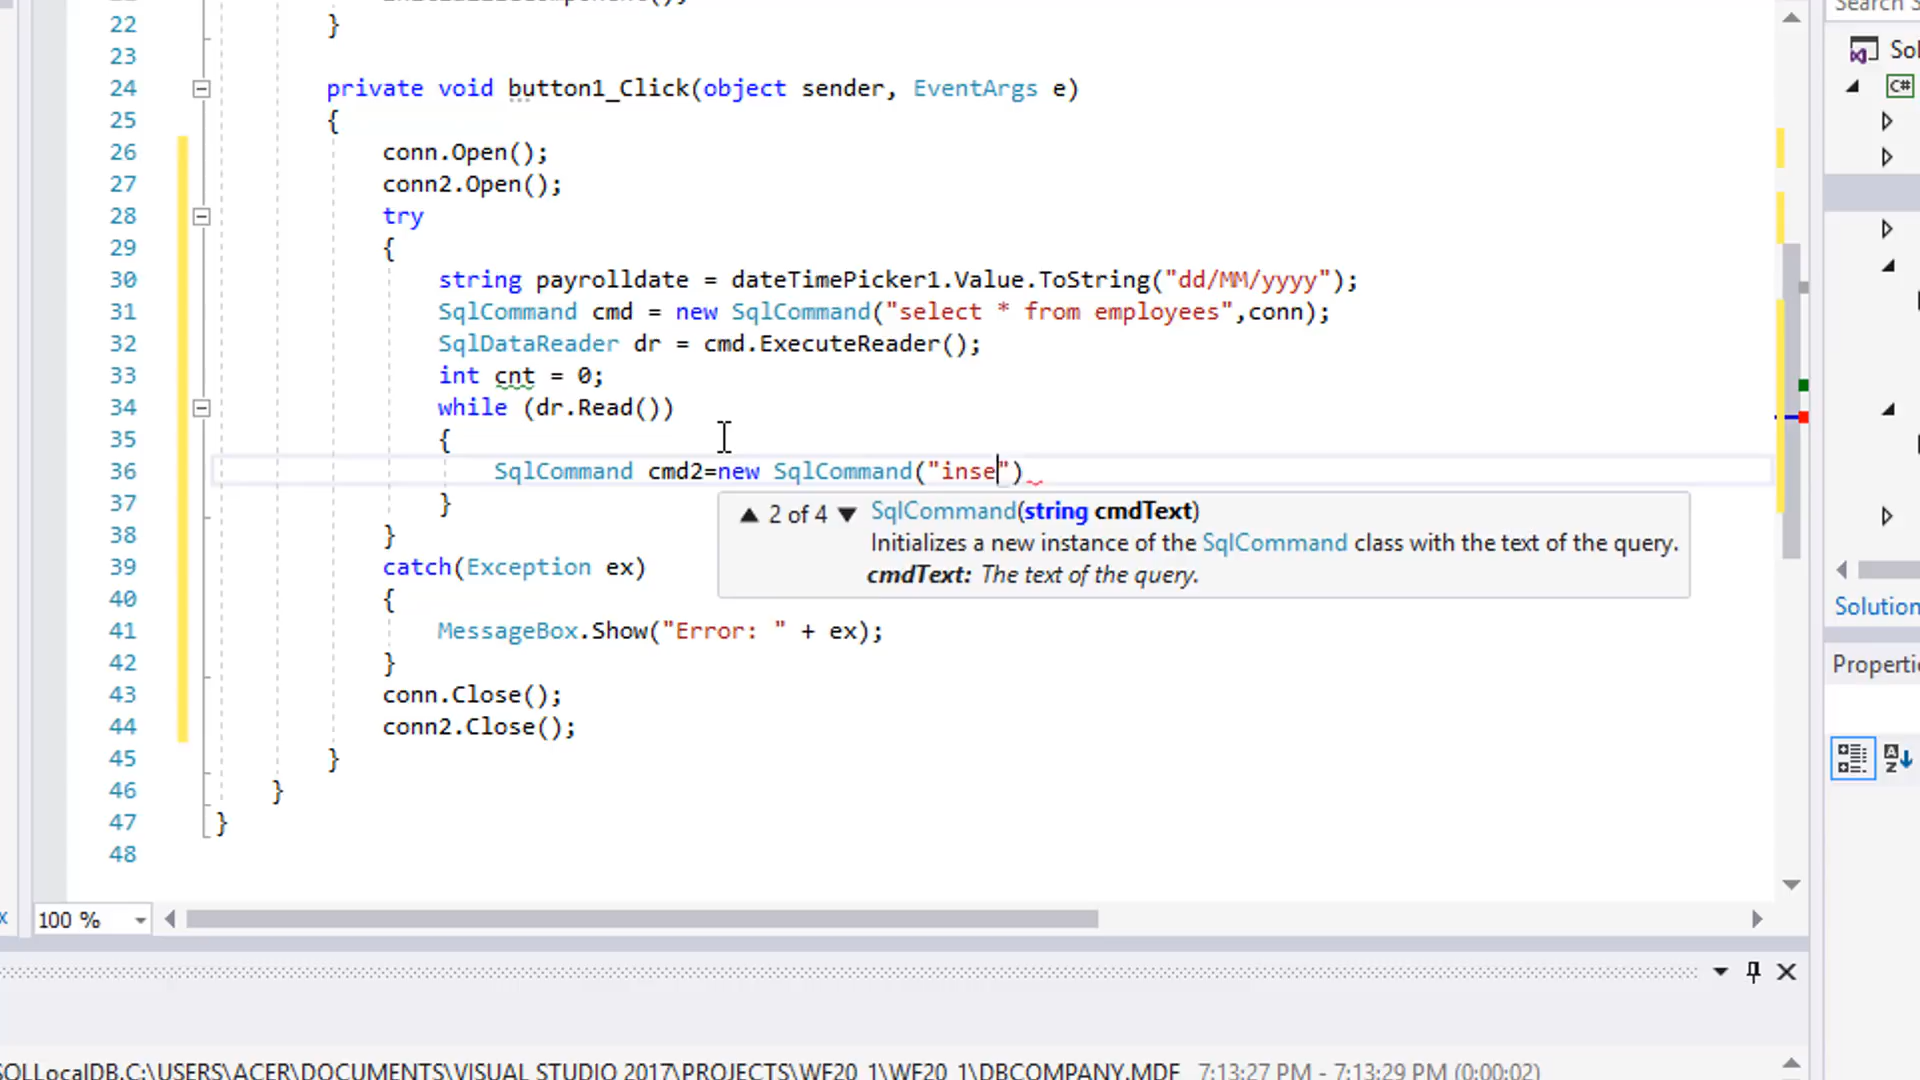 Search S
22 }
23
24 private void button1_Click(object sender, EventArgs e)
25 {
26 conn.Open();
27 conn2.Open();
28 try
29 {
30 string payrolldate = dateTimePicker1.Value.ToString("dd/MM/yyyy");
31 SqlCommand cmd = new SqlCommand("select * from employees",conn);
32 SqlDataReader dr = cmd.ExecuteReader();
33 int cnt = 0;
34 while (dr.Read())
35 {
36 SqlCommand cmd2=new SqlCommand("inse")
37 }
38 }
39 catch(Exception ex)
40 {
41 MessageBox.Show("Error: " + ex);
42 }
43 conn.Close();
44 conn2.Close();
45 }
46 }
47 }
48
▲ 2 of 4 ▼ SqlCommand(string cmdText)
Initializes a new instance of the SqlCommand class with the text of the query.
cmdText: The text of the query.
100 %
Sol
C#
Solution
Properti
SQLLocalDB.C:\USERS\ACER\DOCUMENTS\VISUAL STUDIO 2017\PROJECTS\WF20_1\WF20_1\DBCOMPANY.MDF 7:13:27 PM - 7:13:29 PM (0:00:02)